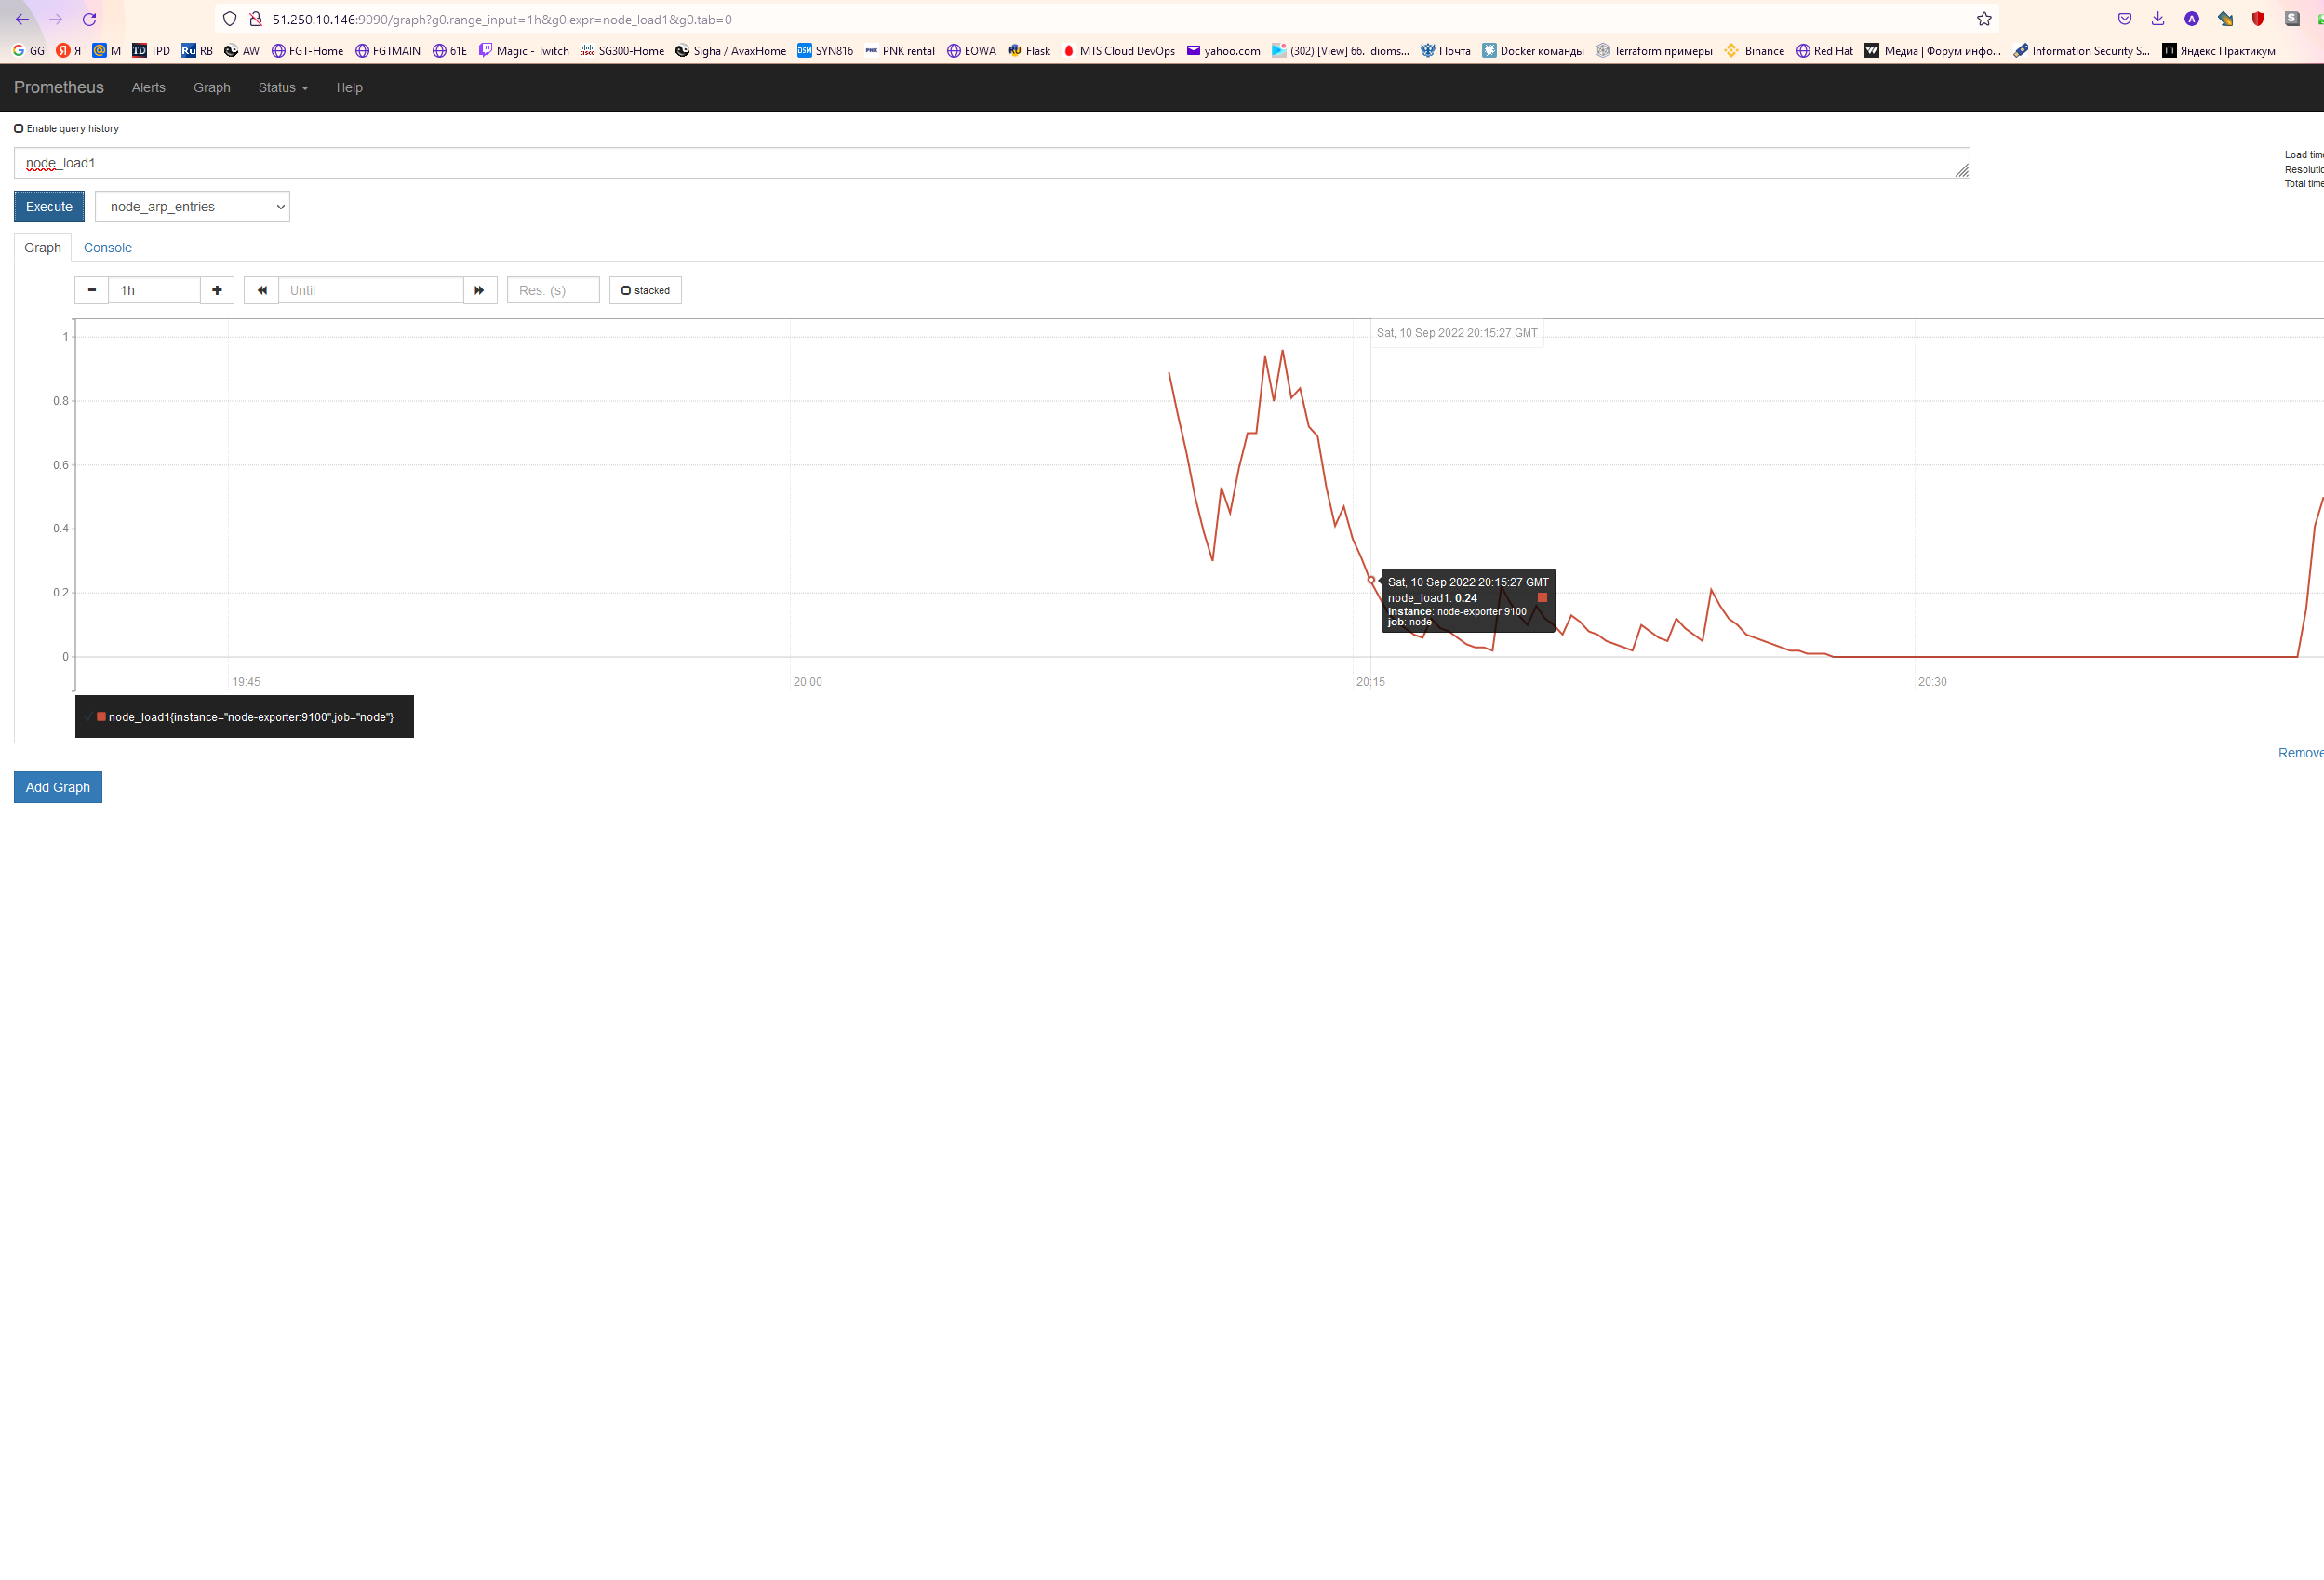 51.250.10.146:9090/graph?g0.range_input=1h&g0.expr=node_load1&g0.tab=0
GG Я M TPD RB AW FGT-Home FGTMAIN 61E Magic - Twitch SG300-Home Sigha / AvaxHome SYN816 PNK rental EOWA Flask MTS Cloud DevOps yahoo.com (302) [View] 66. Idioms... Почта Docker команды Terraform примеры Binance Red Hat Медиа | Форум инфо... Information Security S... Яндекс Практикум
Prometheus Alerts Graph Status Help
Enable query history
node_load1
Load time
Resolutio
Total time
Execute node_arp_entries
Graph Console
1h Until Res. (s) stacked
Sat, 10 Sep 2022 20:15:27 GMT
1
0.8
0.6
0.4
0.2
0
Sat, 10 Sep 2022 20:15:27 GMT
node_load1: 0.24
instance: node-exporter:9100
job: node
19:45 20:00 20:15 20:30
node_load1{instance="node-exporter:9100",job="node"}
Remove
Add Graph